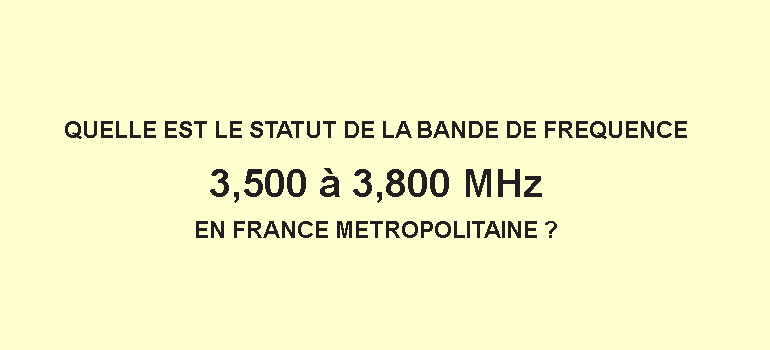 QUELLE EST LE STATUT DE LA BANDE DE FREQUENCE
3,500 à 3,800 MHz
EN FRANCE METROPOLITAINE ?